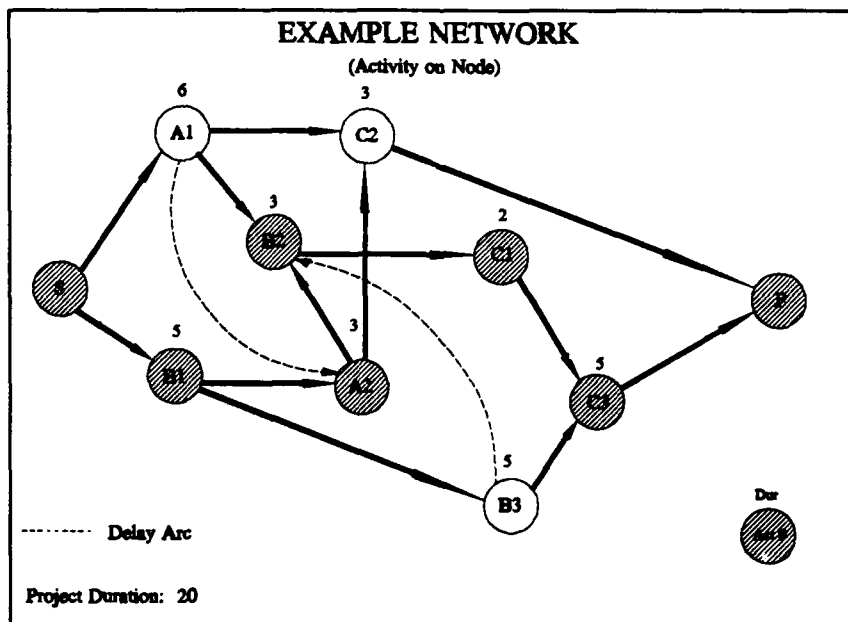 EXAMPLE NETWORK
(Activity on Node)
6
3
A1
C2
3
2
B2
C1
S
5
3
B1
A2
5
C3
5
B3
Dur
Delay Arc
Project Duration: 20